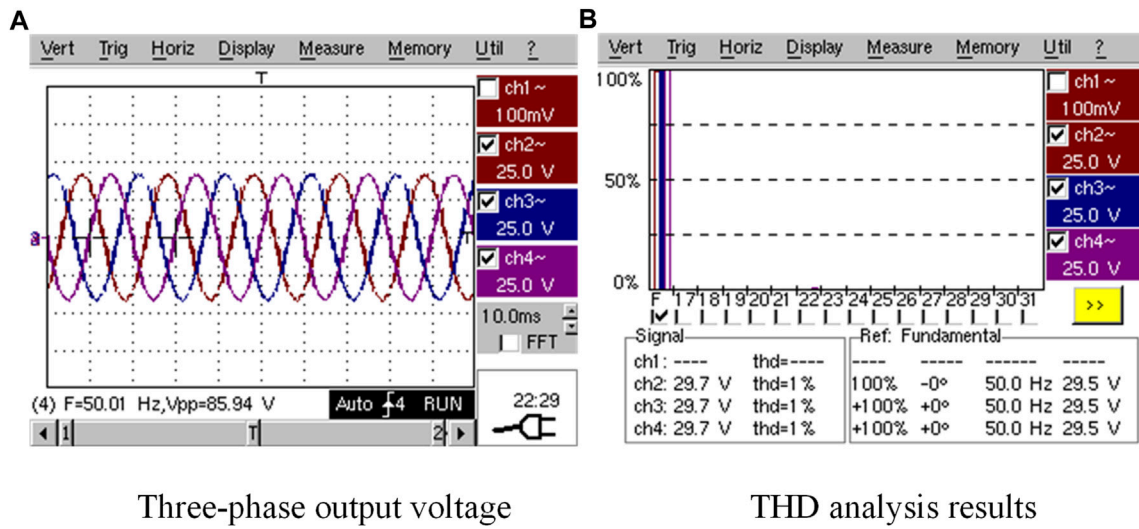 A
Vert Trig Horiz Display Measure Memory Util ?
T
ch1 ~
100mV
ch2~
25.0 V
ch3~
25.0 V
ch4~
25.0 V
10.0ms
FFT
T
(4) F=50.01 Hz,Vpp=85.94 V
Auto 4 RUN
22:29
1 T 2
Three-phase output voltage
B
Vert Trig Horiz Display Measure Memory Util ?
100%
50%
0%
ch1 ~
100mV
ch2~
25.0 V
ch3~
25.0 V
ch4~
25.0 V
F 17 18 19 20 21 22 23 24 25 26 27 28 29 30 31
>>
Signal
ch1: ---- thd=----
ch2: 29.7 V thd=1%
ch3: 29.7 V thd=1%
ch4: 29.7 V thd=1%
Ref: Fundamental
---- ----- ------ -----
100% -0° 50.0 Hz 29.5 V
+100% +0° 50.0 Hz 29.5 V
+100% +0° 50.0 Hz 29.5 V
THD analysis results